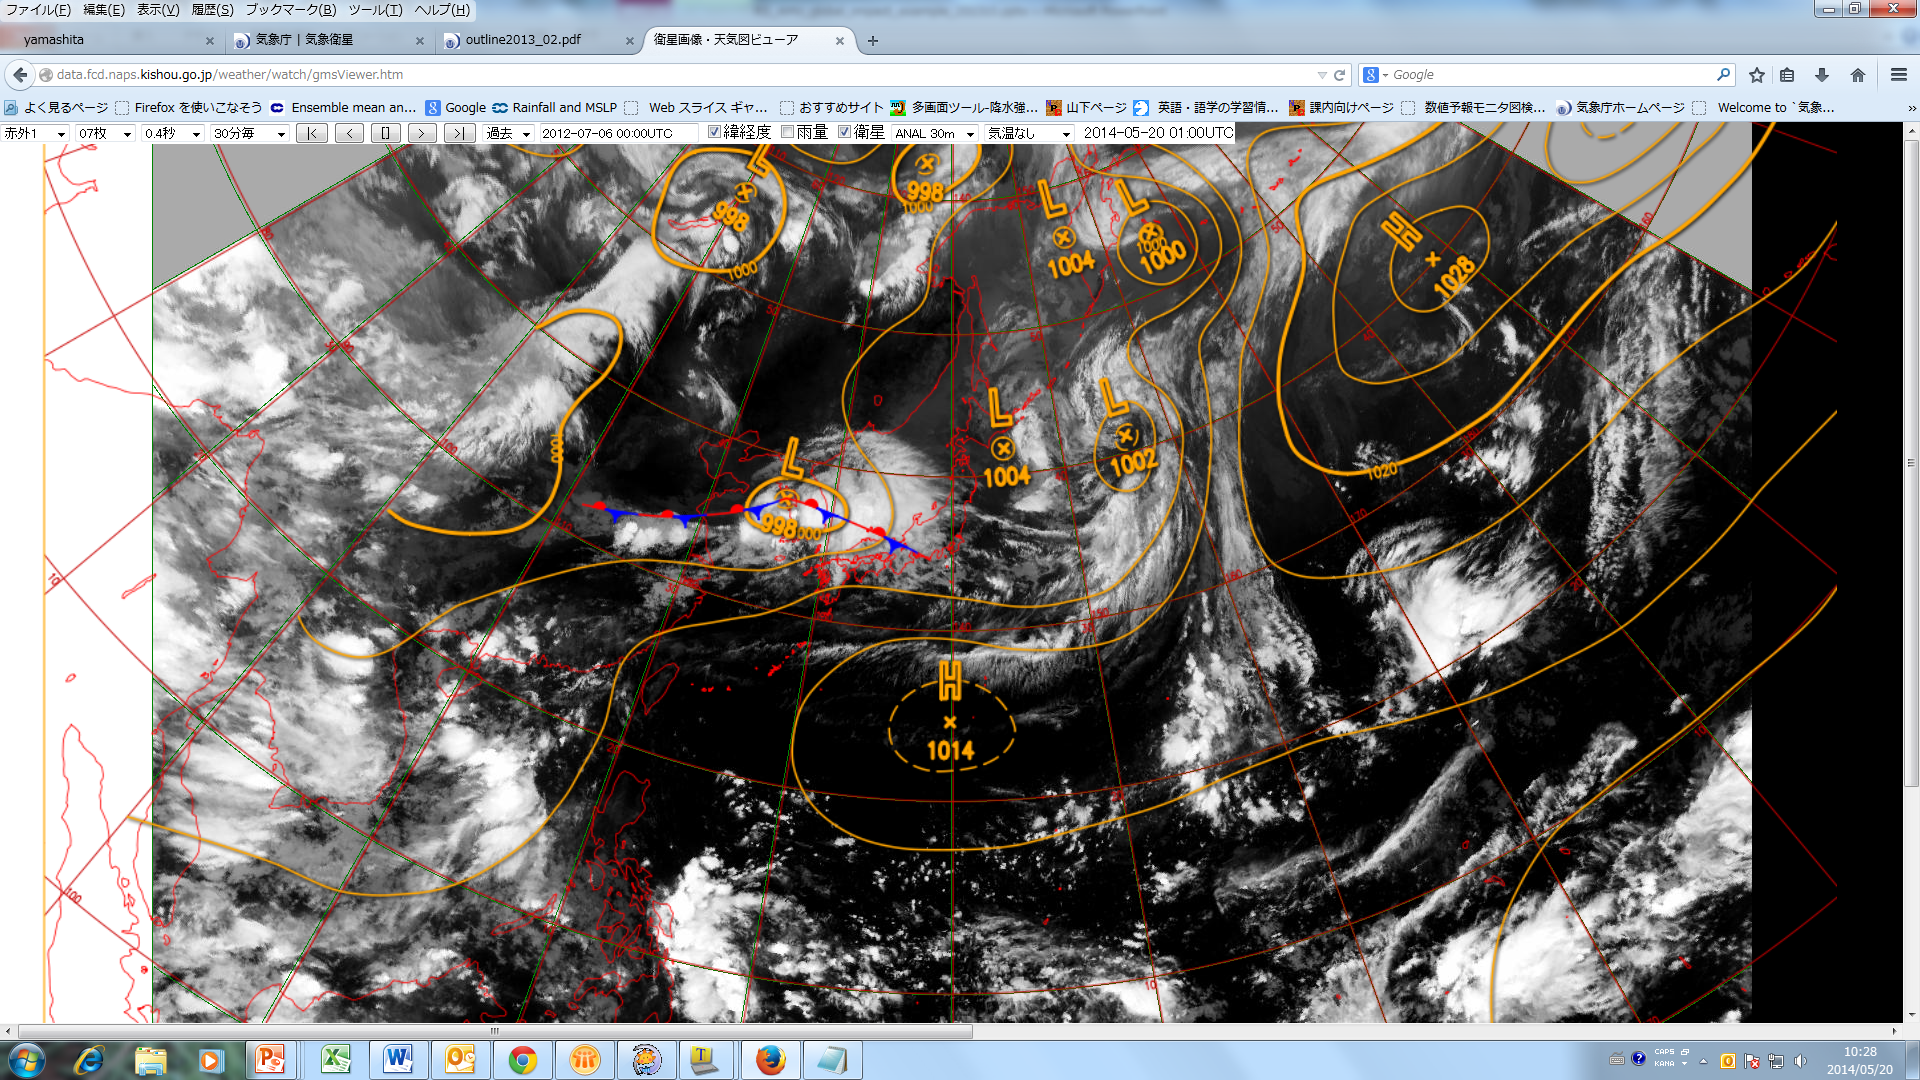 ファイル(F) 編集(E) 表示(V) 履歴(S) ブックマーク(B) ツール(T) ヘルプ(H)
yamashita
気象庁 | 気象衛星
outline2013_02.pdf
衛星画像・天気図ビューア
data.fcd.naps.kishou.go.jp/weather/watch/gmsViewer.htm
Google
よく見るページ Firefox を使いこなそう Ensemble mean an... Google Rainfall and MSLP Web スライス ギャ... おすすめサイト 多画面ツール-降水強... 山下ページ 英語・語学の学習情... 課内向けページ 数値予報モニタ図検... 気象庁ホームページ Welcome to `気象... »
赤外1 07枚 0.4秒 30分毎 |< < [] > >| 過去 2012-07-06 00:00UTC 緯経度 雨量 衛星 ANAL 30m 気温なし 2014-05-20 01:00UTC
L
998
1000
998
1000
L
1004
L
1000
1000
H
1028
1000
L
998
000
L
1004
L
1002
1020
H
1014
D
10
100
CAPS
KANA
10:28
2014/05/20